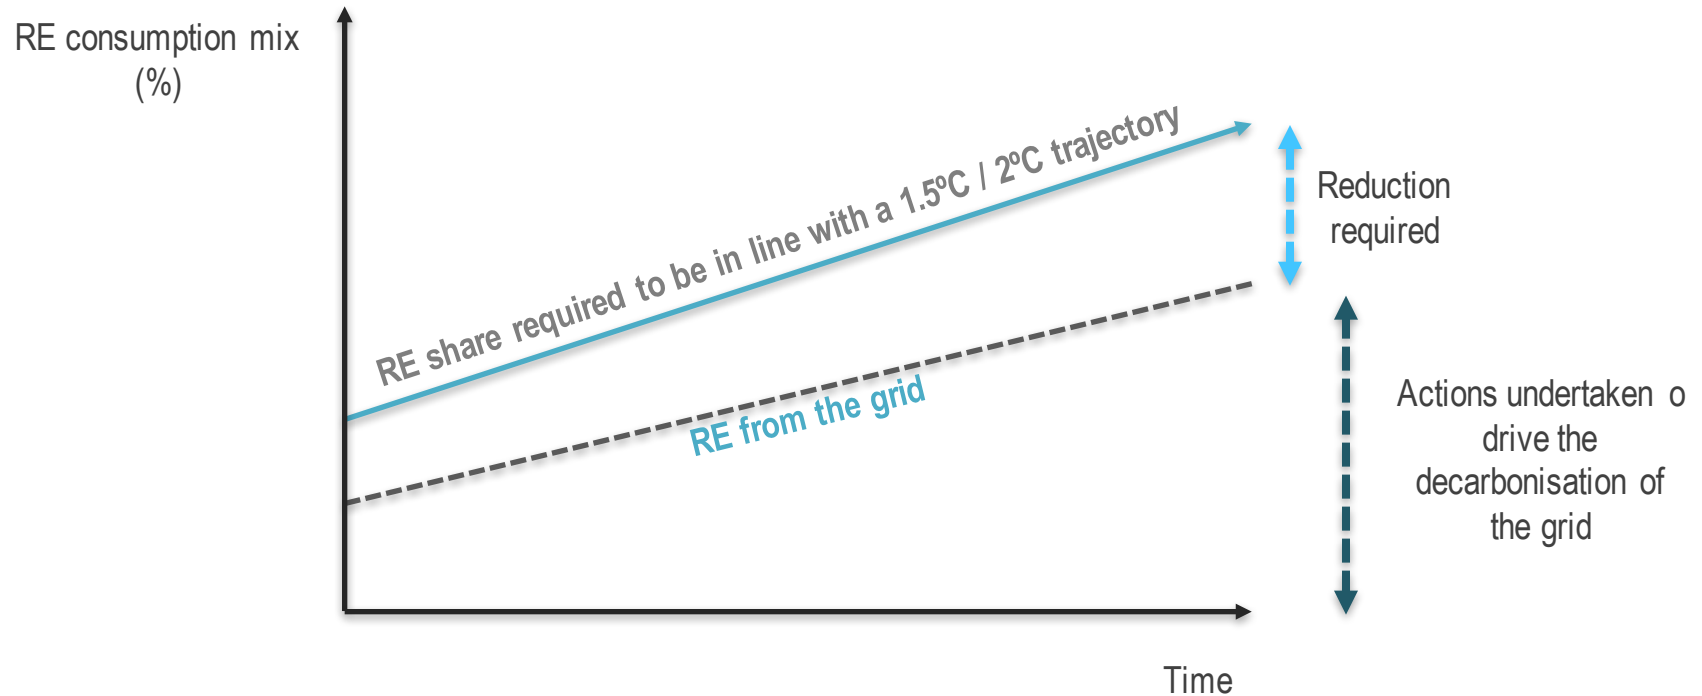 RE consumption mix
(%)
RE share required to be in line with a 1.5ºC / 2ºC trajectory
Reduction
required
RE from the grid
Actions undertaken o
drive the
decarbonisation of
the grid
Time